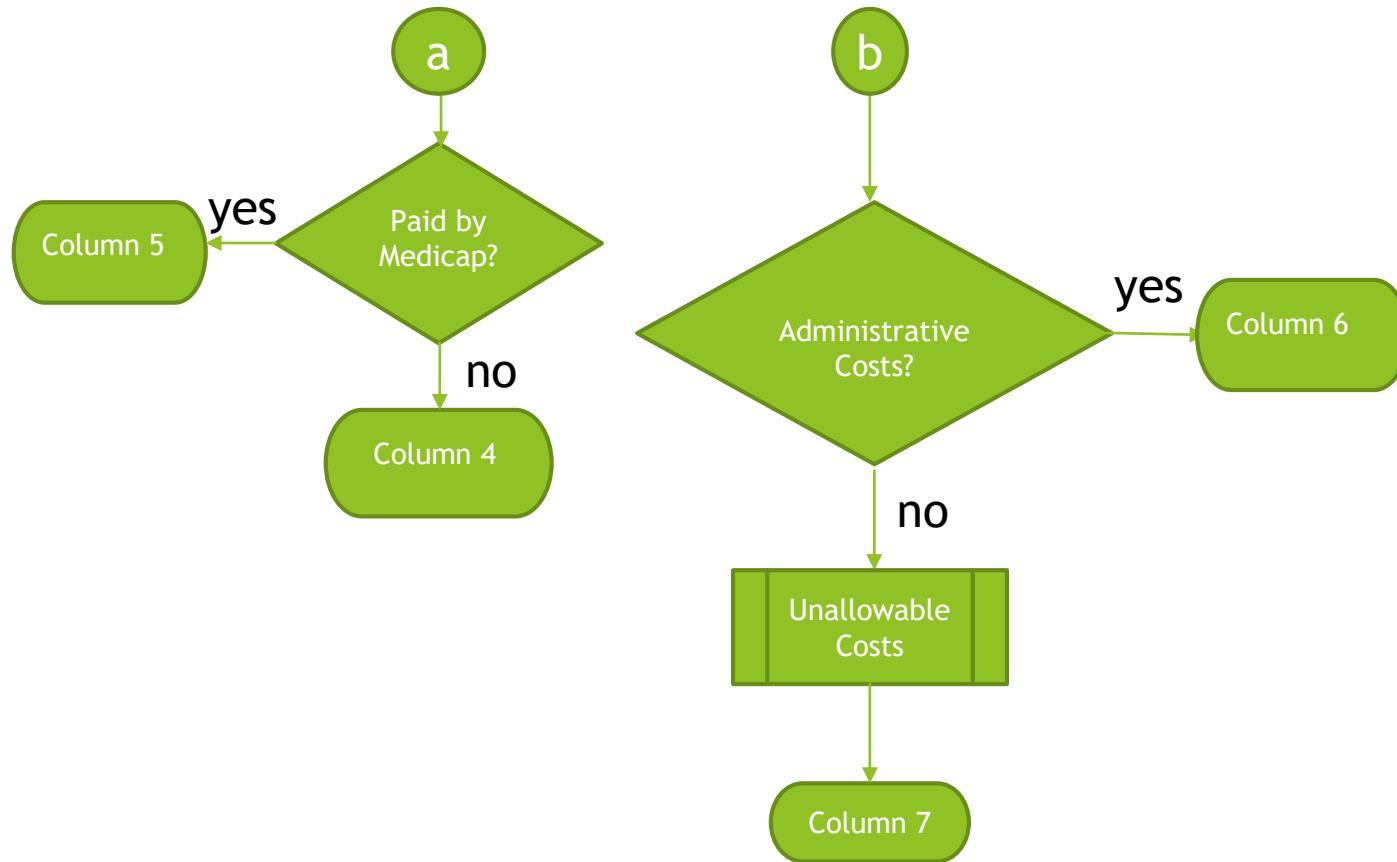 a
yes
Paid by
Medicap?
Column 5
no
Column 4
b
yes
Administrative
Costs?
Column 6
no
Unallowable
Costs
Column 7